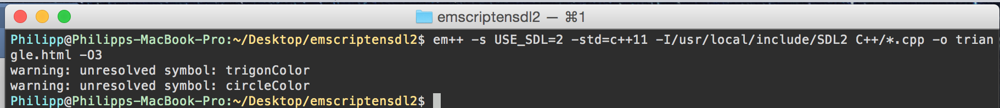 emscriptensdl2 — ⌘1
Philipp@Philipps-MacBook-Pro:~/Desktop/emscriptensdl2$ em++ -s USE_SDL=2 -std=c++11 -I/usr/local/include/SDL2 C++/*.cpp -o trian
gle.html -O3
warning: unresolved symbol: trigonColor
warning: unresolved symbol: circleColor
Philipp@Philipps-MacBook-Pro:~/Desktop/emscriptensdl2$